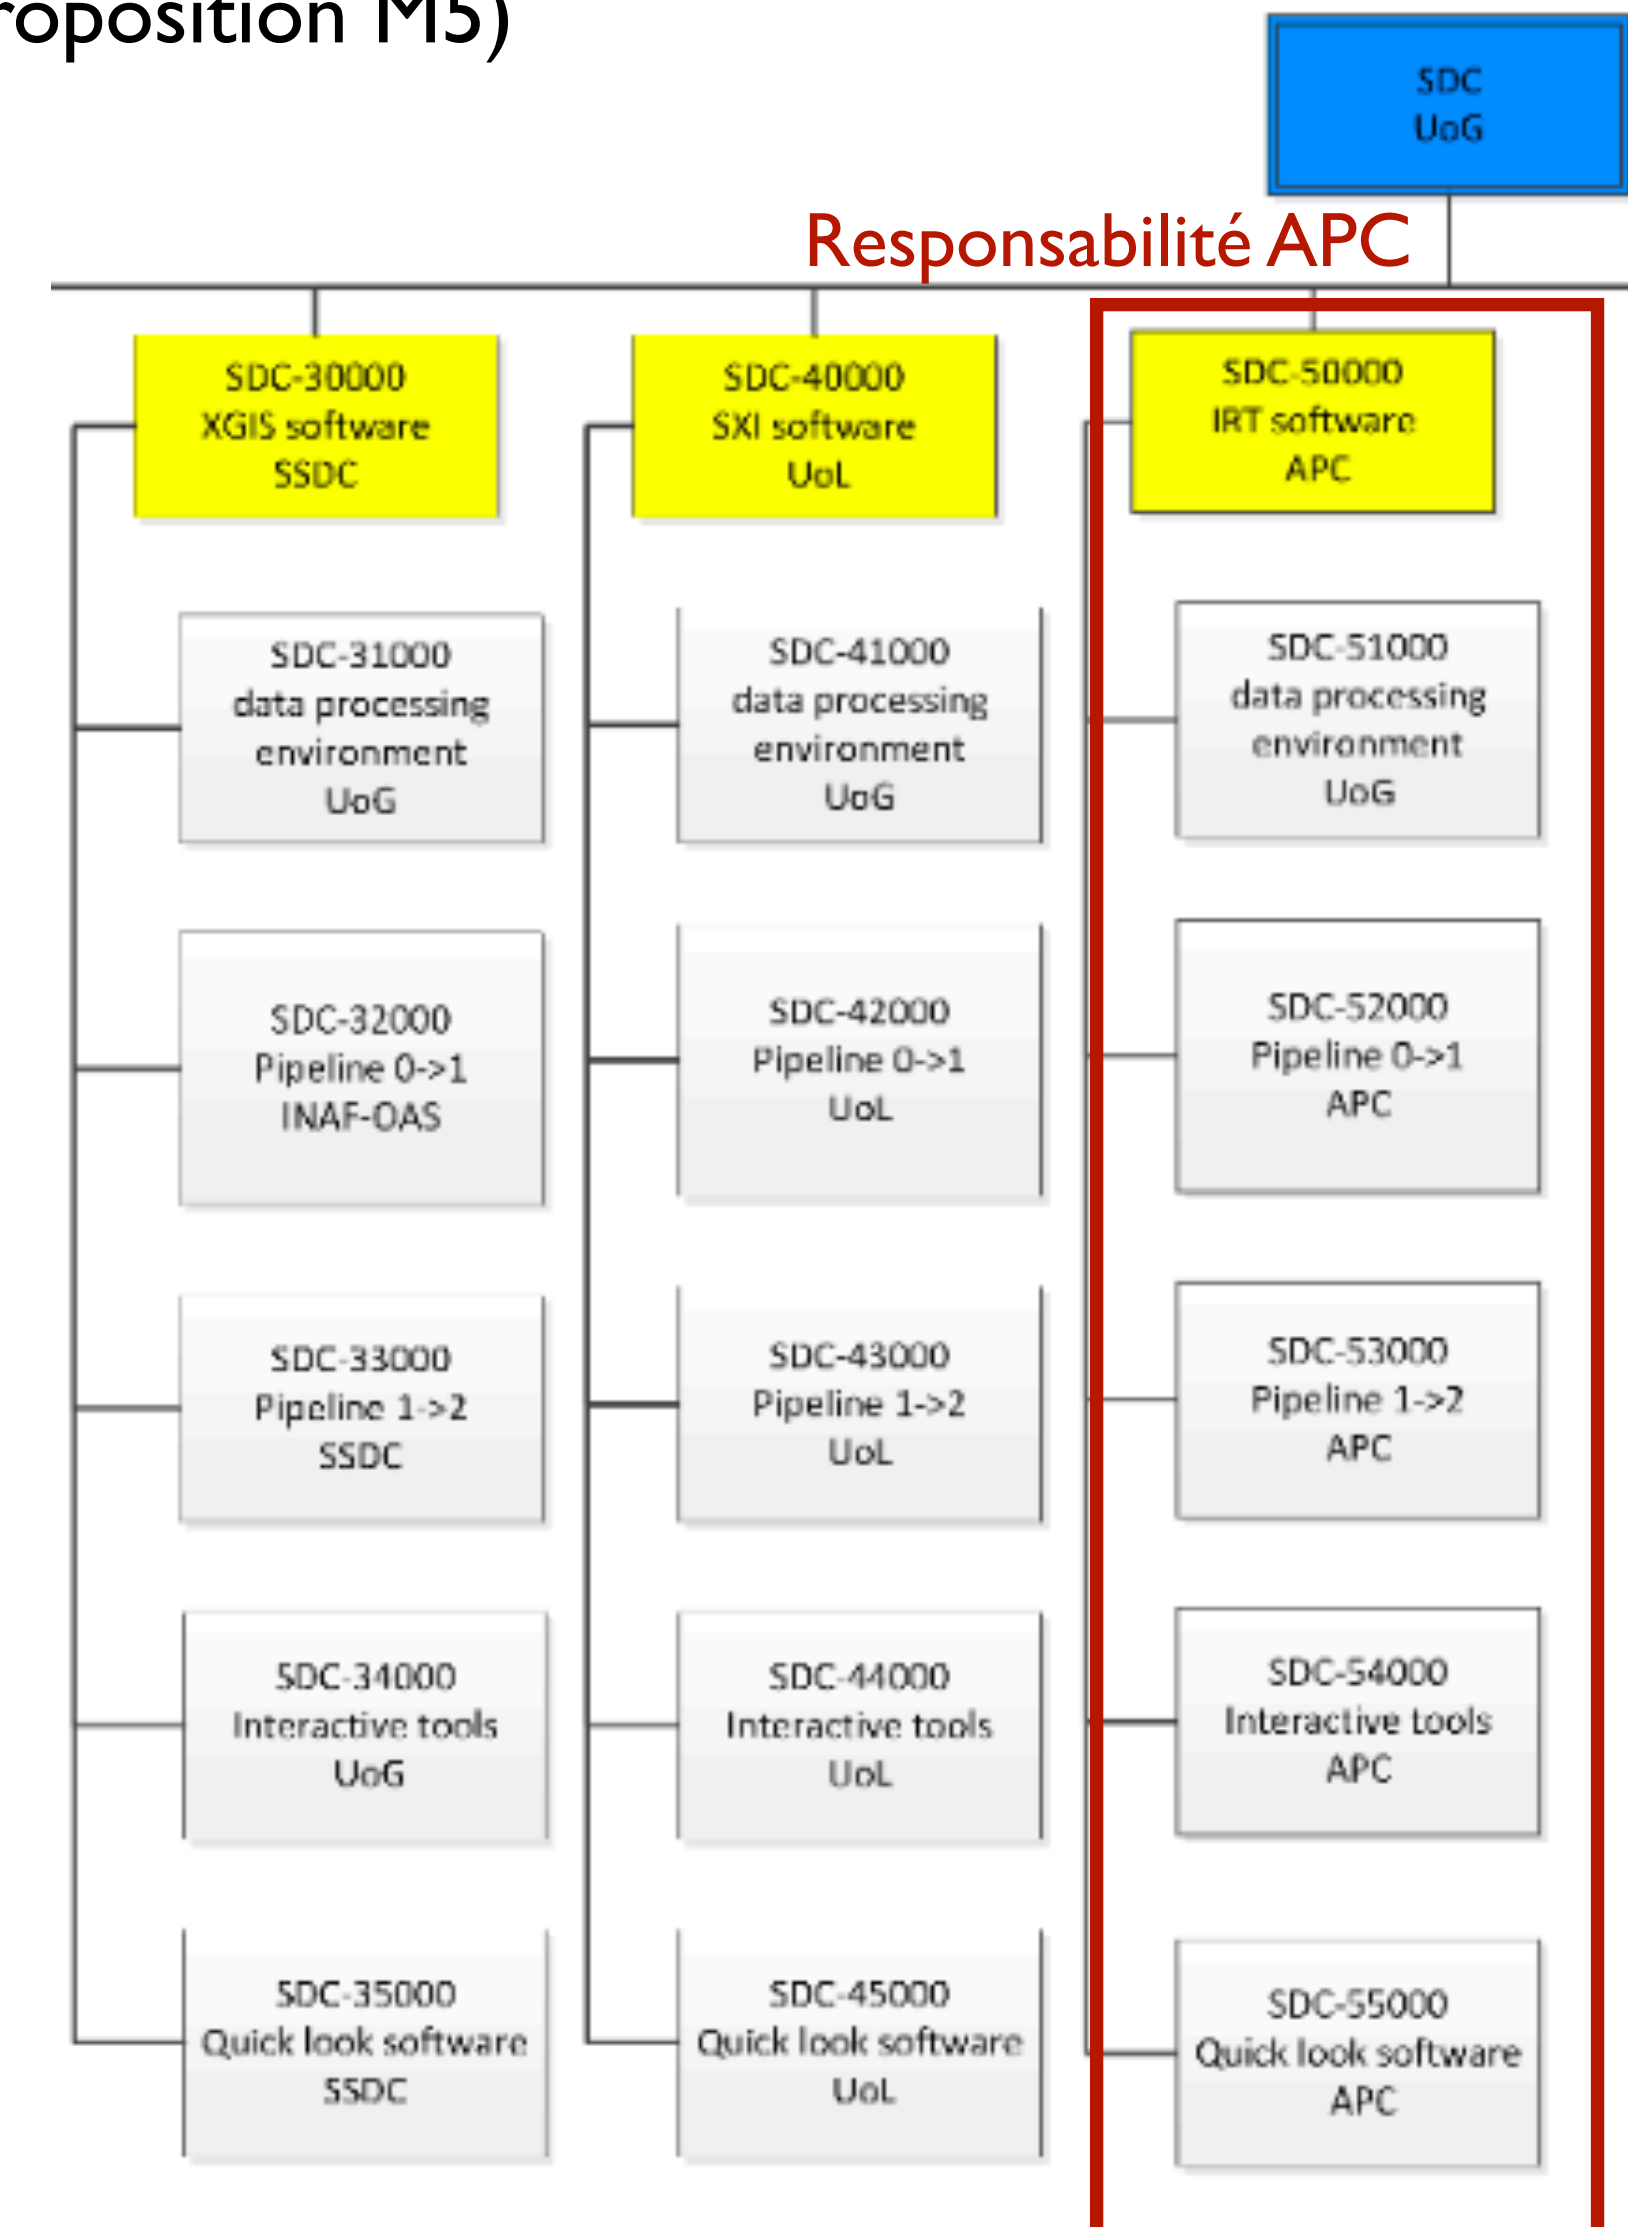 roposition M5)
SDC
UoG
Responsabilité APC
SDC-30000
XGIS software
SSDC
SDC-31000
data processing
environment
UoG
SDC-32000
Pipeline 0->1
INAF-OAS
SDC-33000
Pipeline 1->2
SSDC
SDC-34000
Interactive tools
UoG
SDC-35000
Quick look software
SSDC
SDC-40000
SXI software
UoL
SDC-41000
data processing
environment
UoG
SDC-42000
Pipeline 0->1
UoL
SDC-43000
Pipeline 1->2
UoL
SDC-44000
Interactive tools
UoL
SDC-45000
Quick look software
UoL
SDC-50000
IRT software
APC
SDC-51000
data processing
environment
UoG
SDC-52000
Pipeline 0->1
APC
SDC-53000
Pipeline 1->2
APC
SDC-54000
Interactive tools
APC
SDC-55000
Quick look software
APC